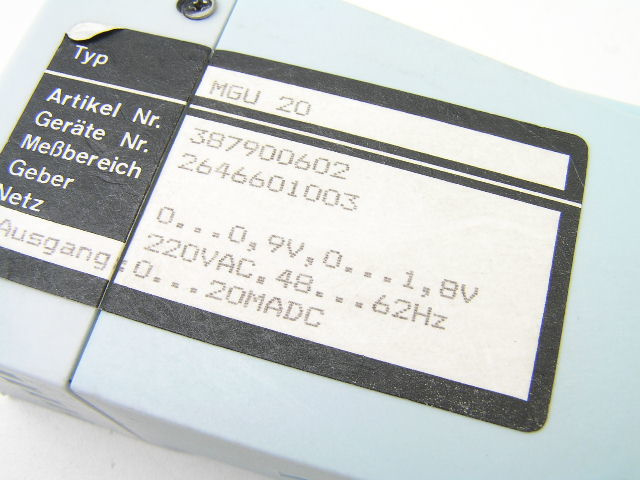 Typ MGU 20
Artikel Nr. 387900602
Geräte Nr. 2646601003
Meßbereich
Geber 0...0,9V,0...1,8V
Netz 220VAC.48...62Hz
Ausgang:0...20MADC